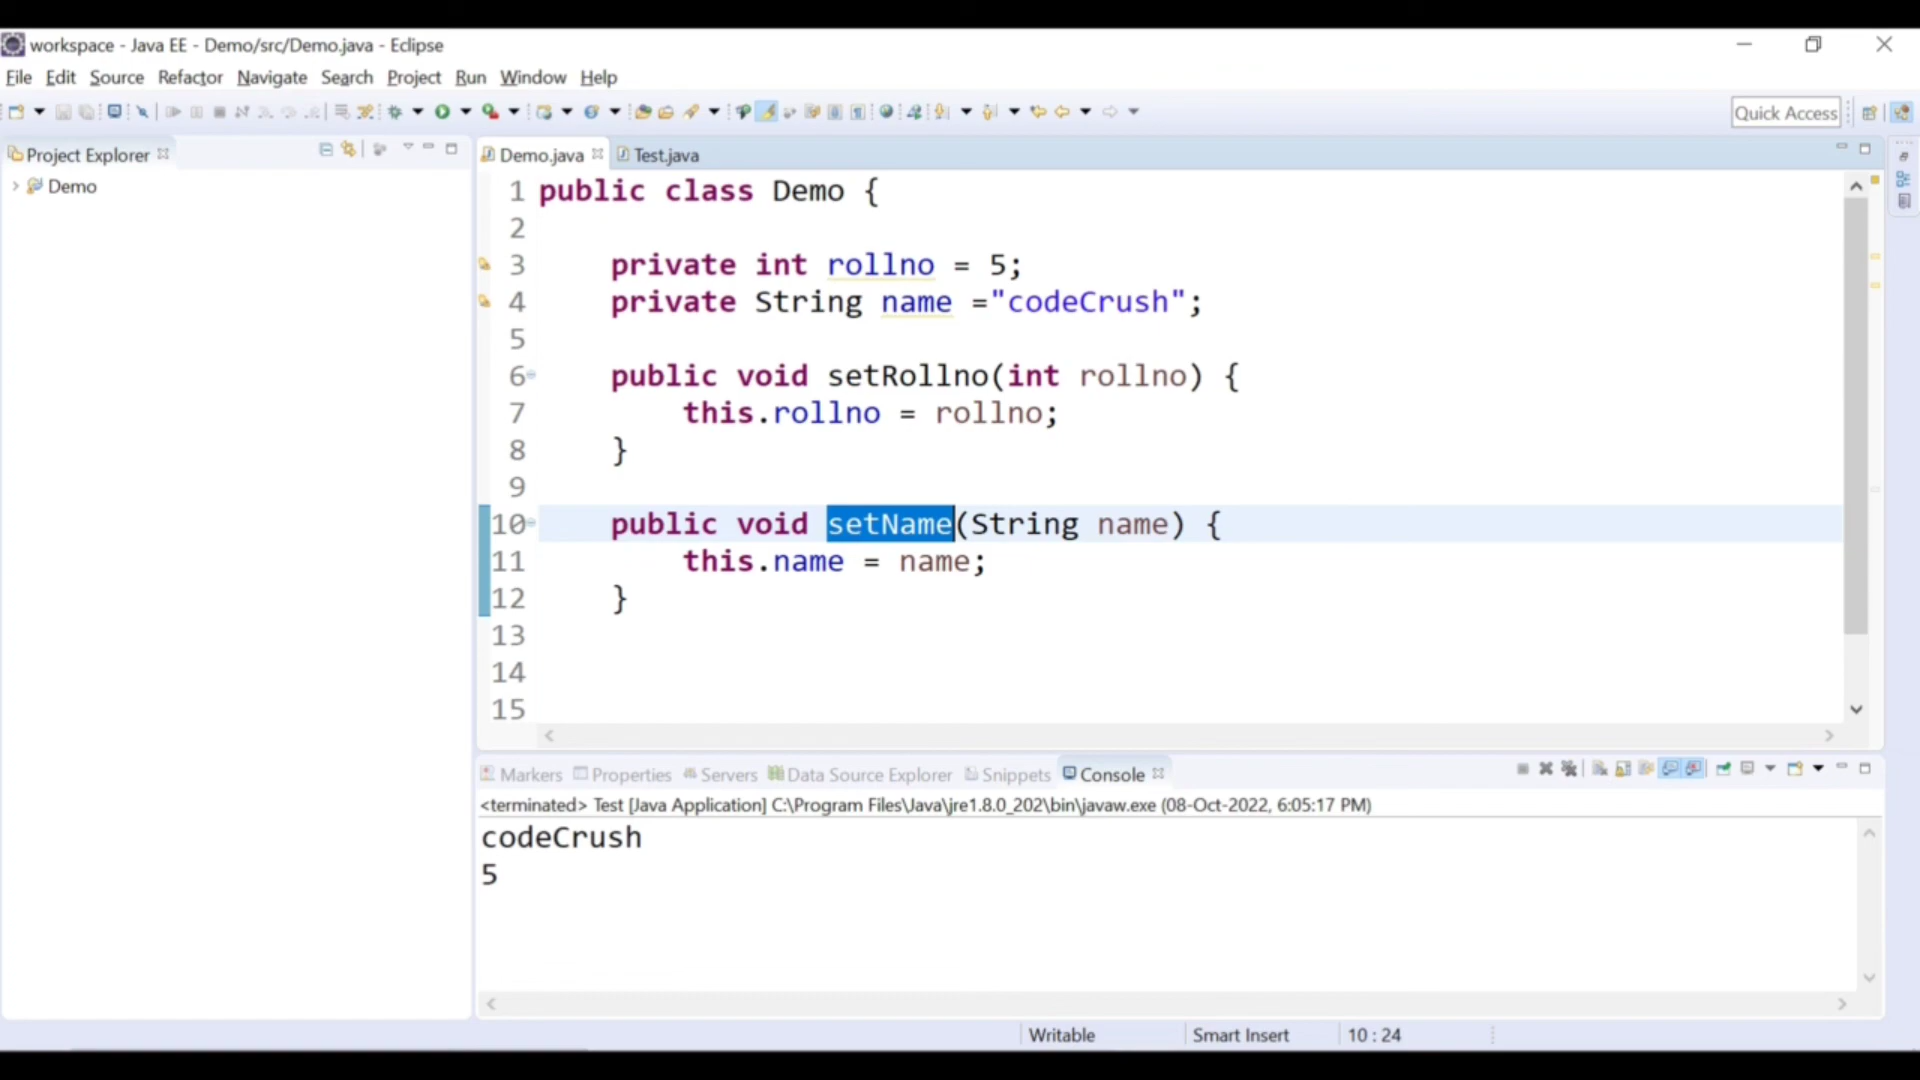 workspace - Java EE - Demo/src/Demo.java - Eclipse
File Edit Source Refactor Navigate Search Project Run Window Help
Quick Access
Project Explorer
Demo.java Test.java
Demo
1 public class Demo {
2
3 private int rollno = 5;
4 private String name ="codeCrush";
5
6 public void setRollno(int rollno) {
7 this.rollno = rollno;
8 }
9
10 public void setName(String name) {
11 this.name = name;
12 }
13
14
15
Markers Properties Servers Data Source Explorer Snippets Console
<terminated> Test [Java Application] C:\Program Files\Java\jre1.8.0_202\bin\javaw.exe (08-Oct-2022, 6:05:17 PM)
codeCrush
5
Writable Smart Insert 10 : 24